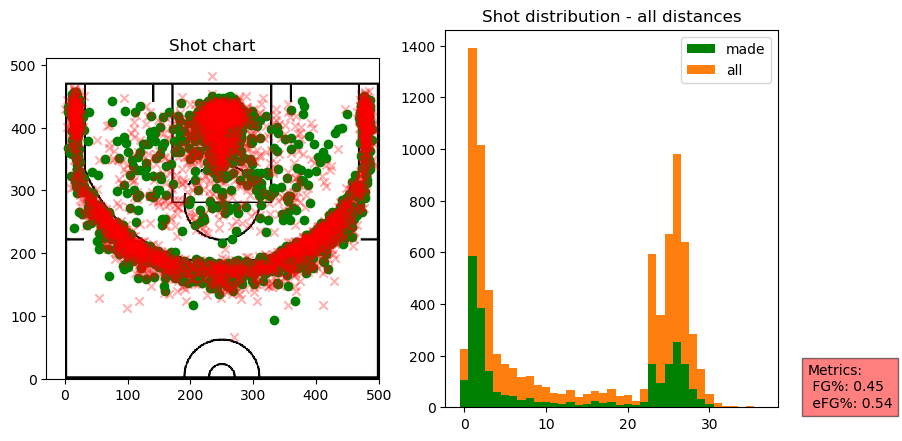 Shot chart
Shot distribution - all distances
500
400
300
200
100
0
0 100 200 300 400 500
1400
1200
1000
800
600
400
200
0
0 10 20 30
made
all
Metrics:
FG%: 0.45
eFG%: 0.54